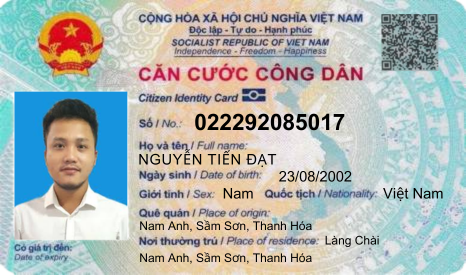 CỘNG HÒA XÃ HỘI CHỦ NGHĨA VIỆT NAM
Độc lập - Tự do - Hạnh phúc
SOCIALIST REPUBLIC OF VIET NAM
Independence - Freedom - Happiness
CĂN CƯỚC CÔNG DÂN
Citizen Identity Card
Số / No.: 022292085017
Họ và tên / Full name:
NGUYỄN TIẾN ĐẠT
Ngày sinh / Date of birth: 23/08/2002
Giới tính / Sex: Nam Quốc tịch / Nationality: Việt Nam
Quê quán / Place of origin:
Nam Anh, Sầm Sơn, Thanh Hóa
Nơi thường trú / Place of residence: Làng Chài
Nam Anh, Sầm Sơn, Thanh Hóa
Có giá trị đến:
Date of expiry